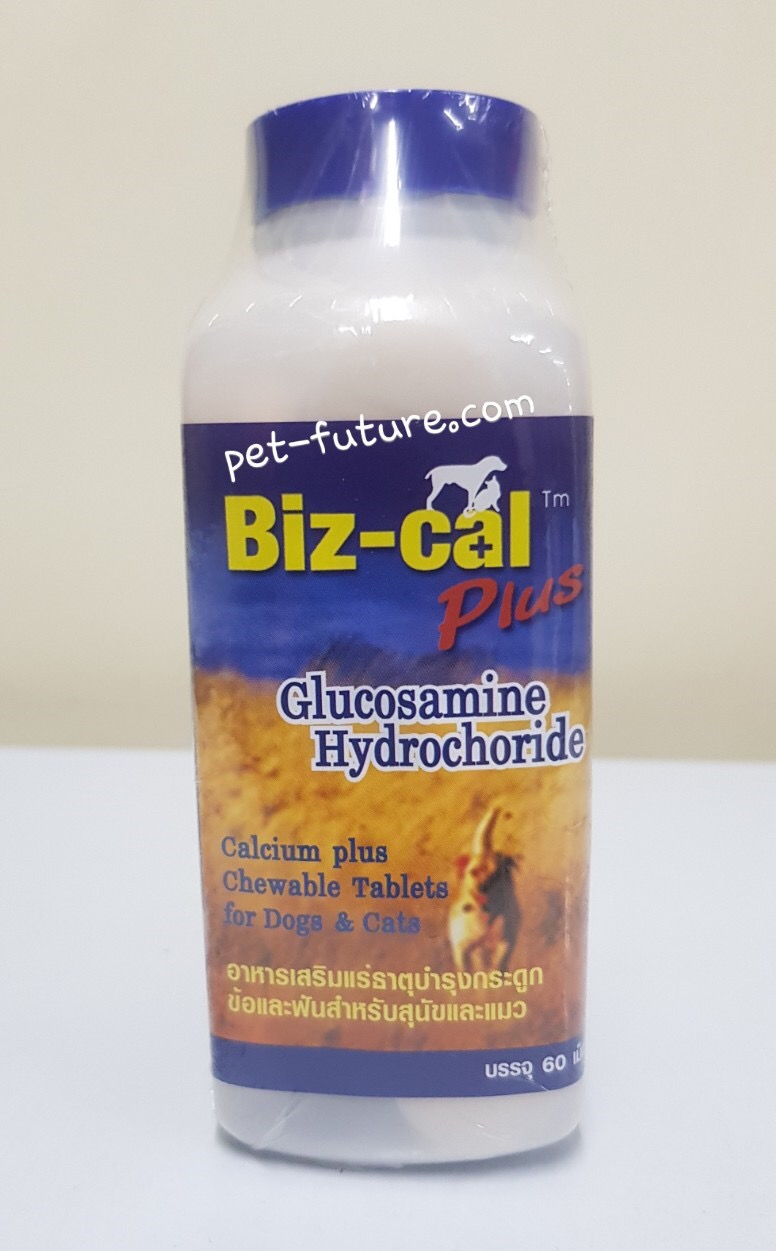 pet-future.com
Biz-cal Tm
Plus
Glucosamine
Hydrochoride
Calcium plus
Chewable Tablets
for Dogs & Cats
อาหารเสริมแร่ธาตุบำรุงกระดูก
ข้อและฟันสำหรับสุนัขและแมว
บรรจุ 60